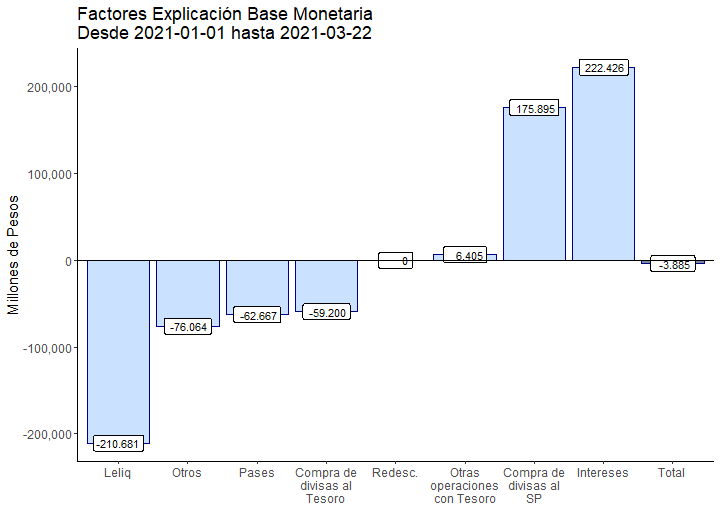 Factores Explicación Base Monetaria
Desde 2021-01-01 hasta 2021-03-22
Millones de Pesos
200,000
100,000
0
-100,000
-200,000
-210.681
-76.064
-62.667
-59.200
0
6.405
175.895
222.426
-3.885
Leliq
Otros
Pases
Compra de
divisas al
Tesoro
Redesc.
Otras
operaciones
con Tesoro
Compra de
divisas al
SP
Intereses
Total